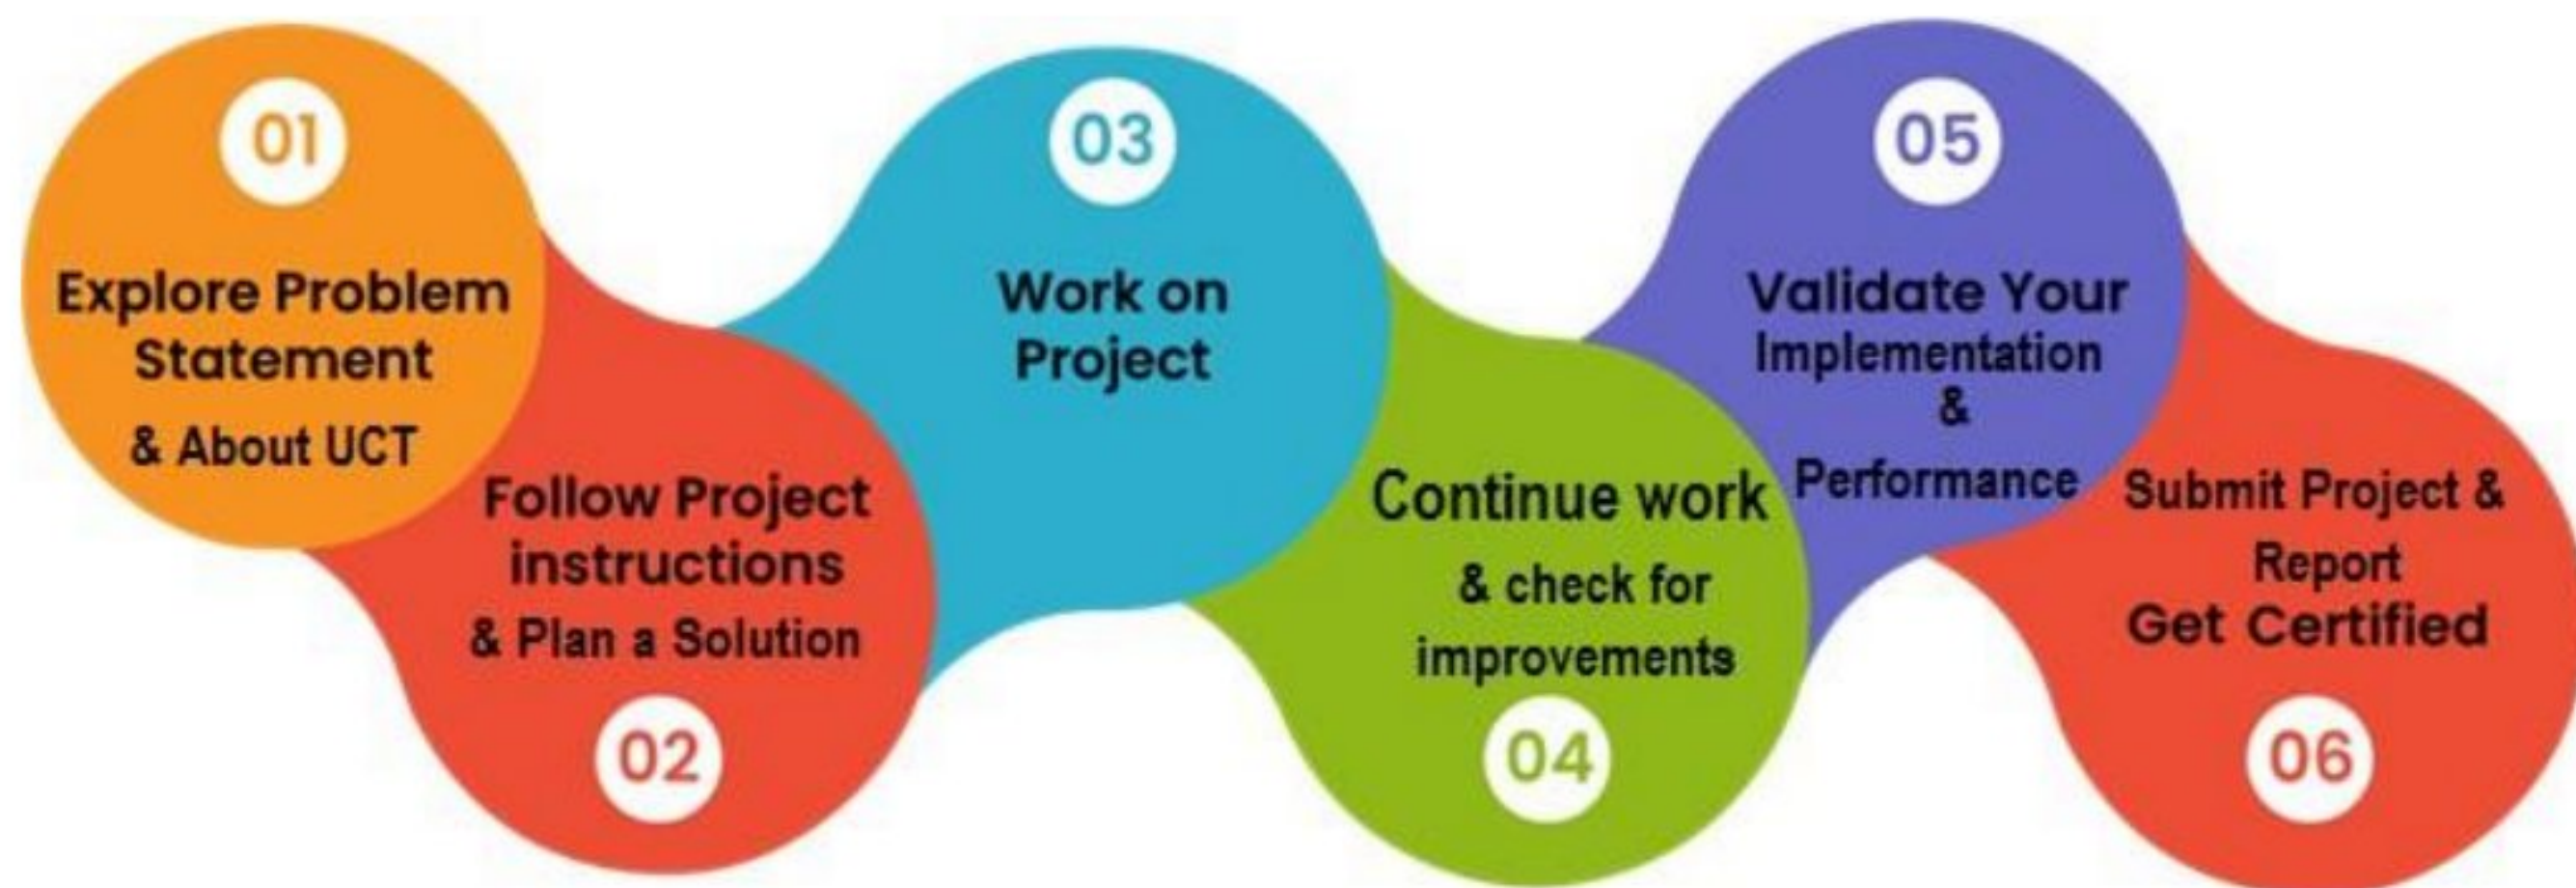 01
Explore Problem
Statement
& About UCT
Follow Project
instructions
& Plan a Solution
02
03
Work on
Project
Continue work
& check for
improvements
04
05
Validate Your
Implementation
&
Performance
Submit Project &
Report
Get Certified
06